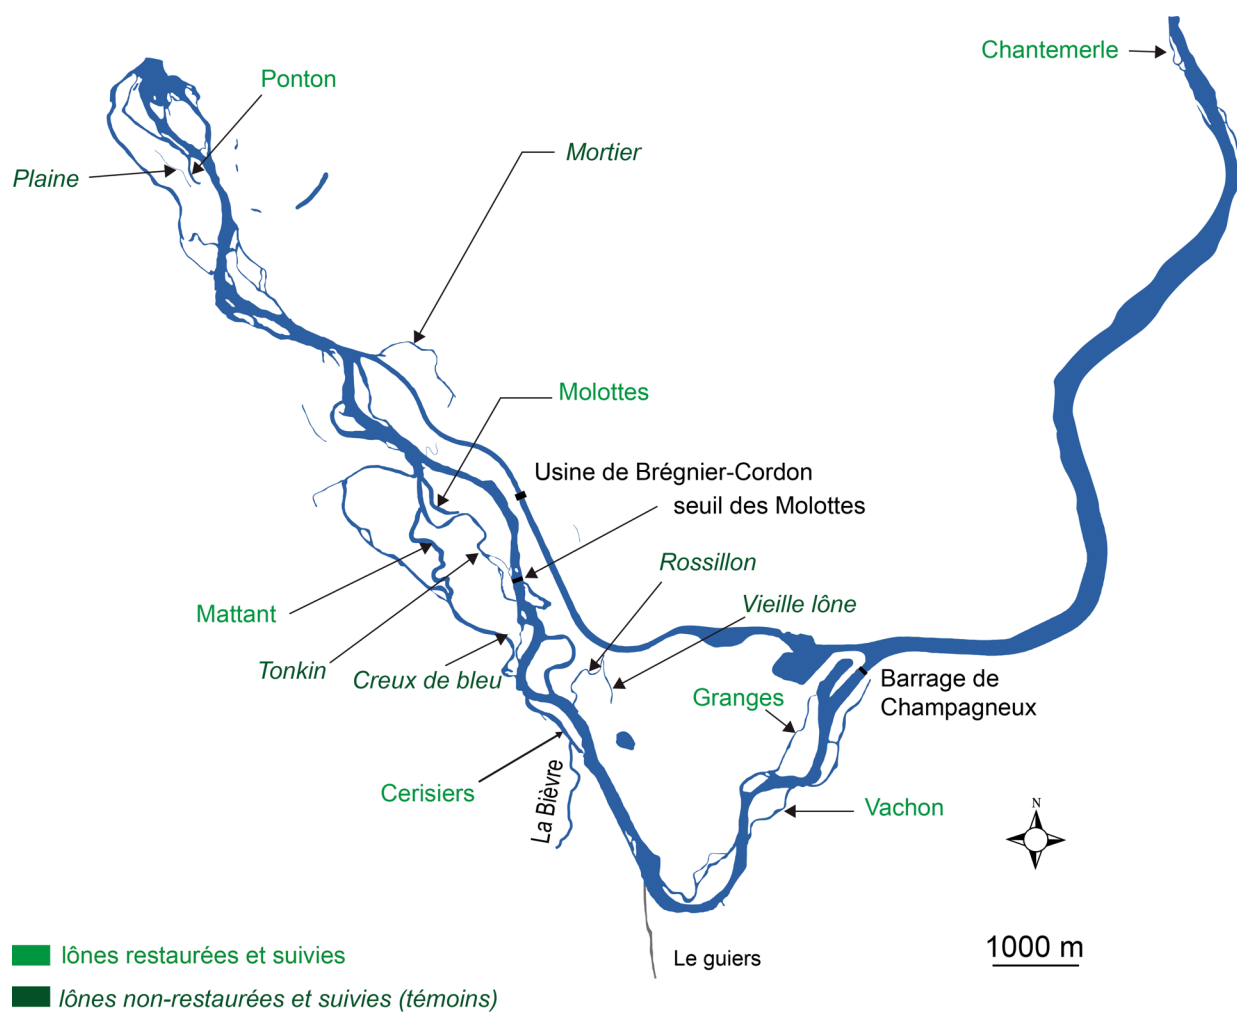 Chantemerle
Ponton
Mortier
Plaine
Molottes
Usine de Brégnier-Cordon
seuil des Molottes
Rossillon
Vieille lône
Mattant
Tonkin
Creux de bleu
Barrage de
Champagneux
Granges
Cerisiers
La Bièvre
Vachon
N
1000 m
Le guiers
lônes restaurées et suivies
lônes non-restaurées et suivies (témoins)